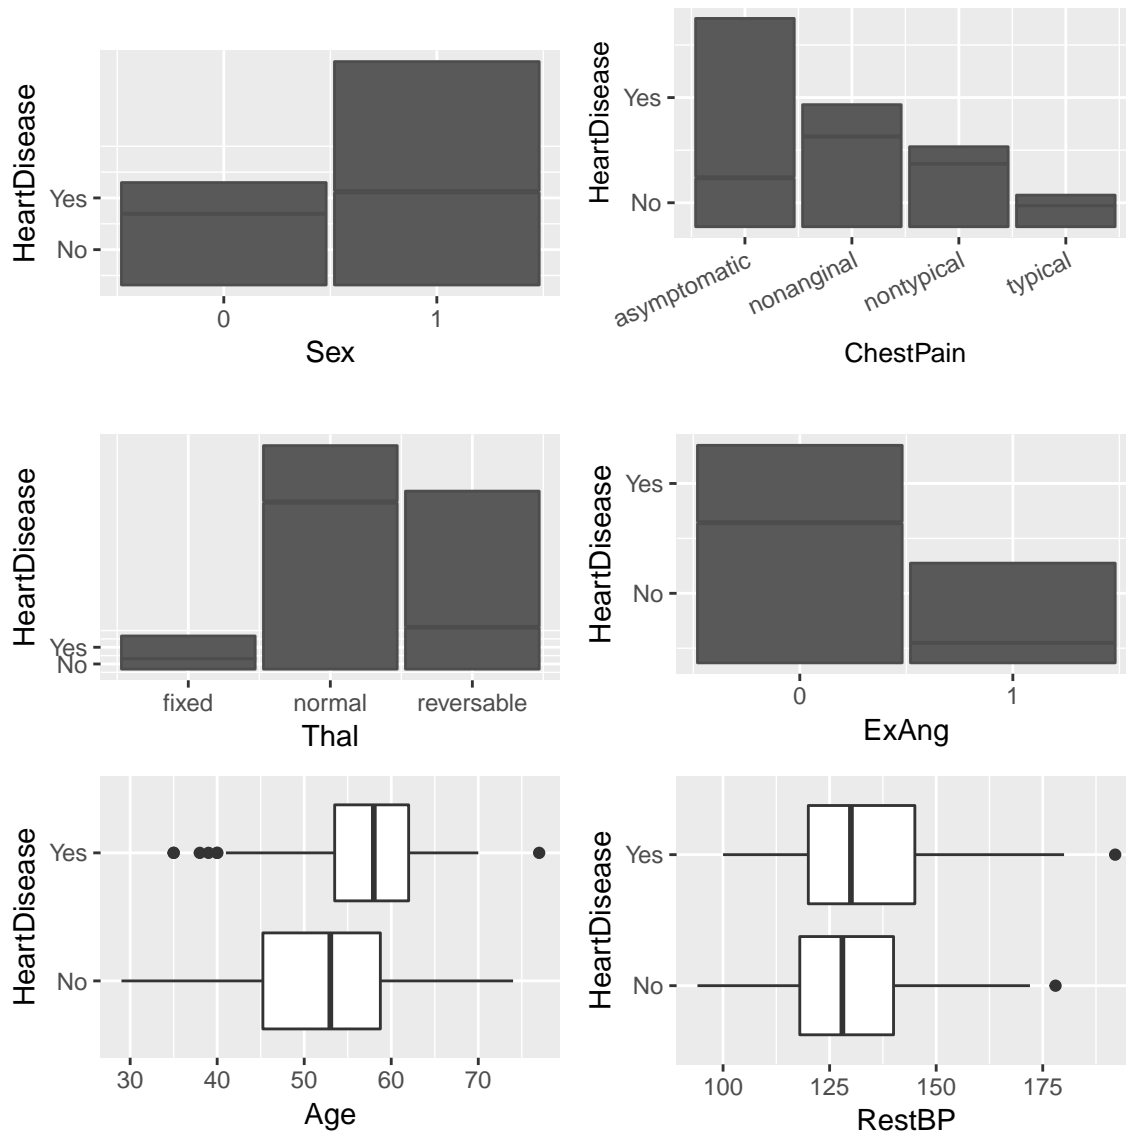 HeartDisease
Yes
No
0 1
Sex
HeartDisease
Yes
No
asymptomatic nonanginal nontypical typical
ChestPain
HeartDisease
Yes
No
fixed normal reversable
Thal
HeartDisease
Yes
No
0 1
ExAng
HeartDisease
Yes
No
30 40 50 60 70
Age
HeartDisease
Yes
No
100 125 150 175
RestBP